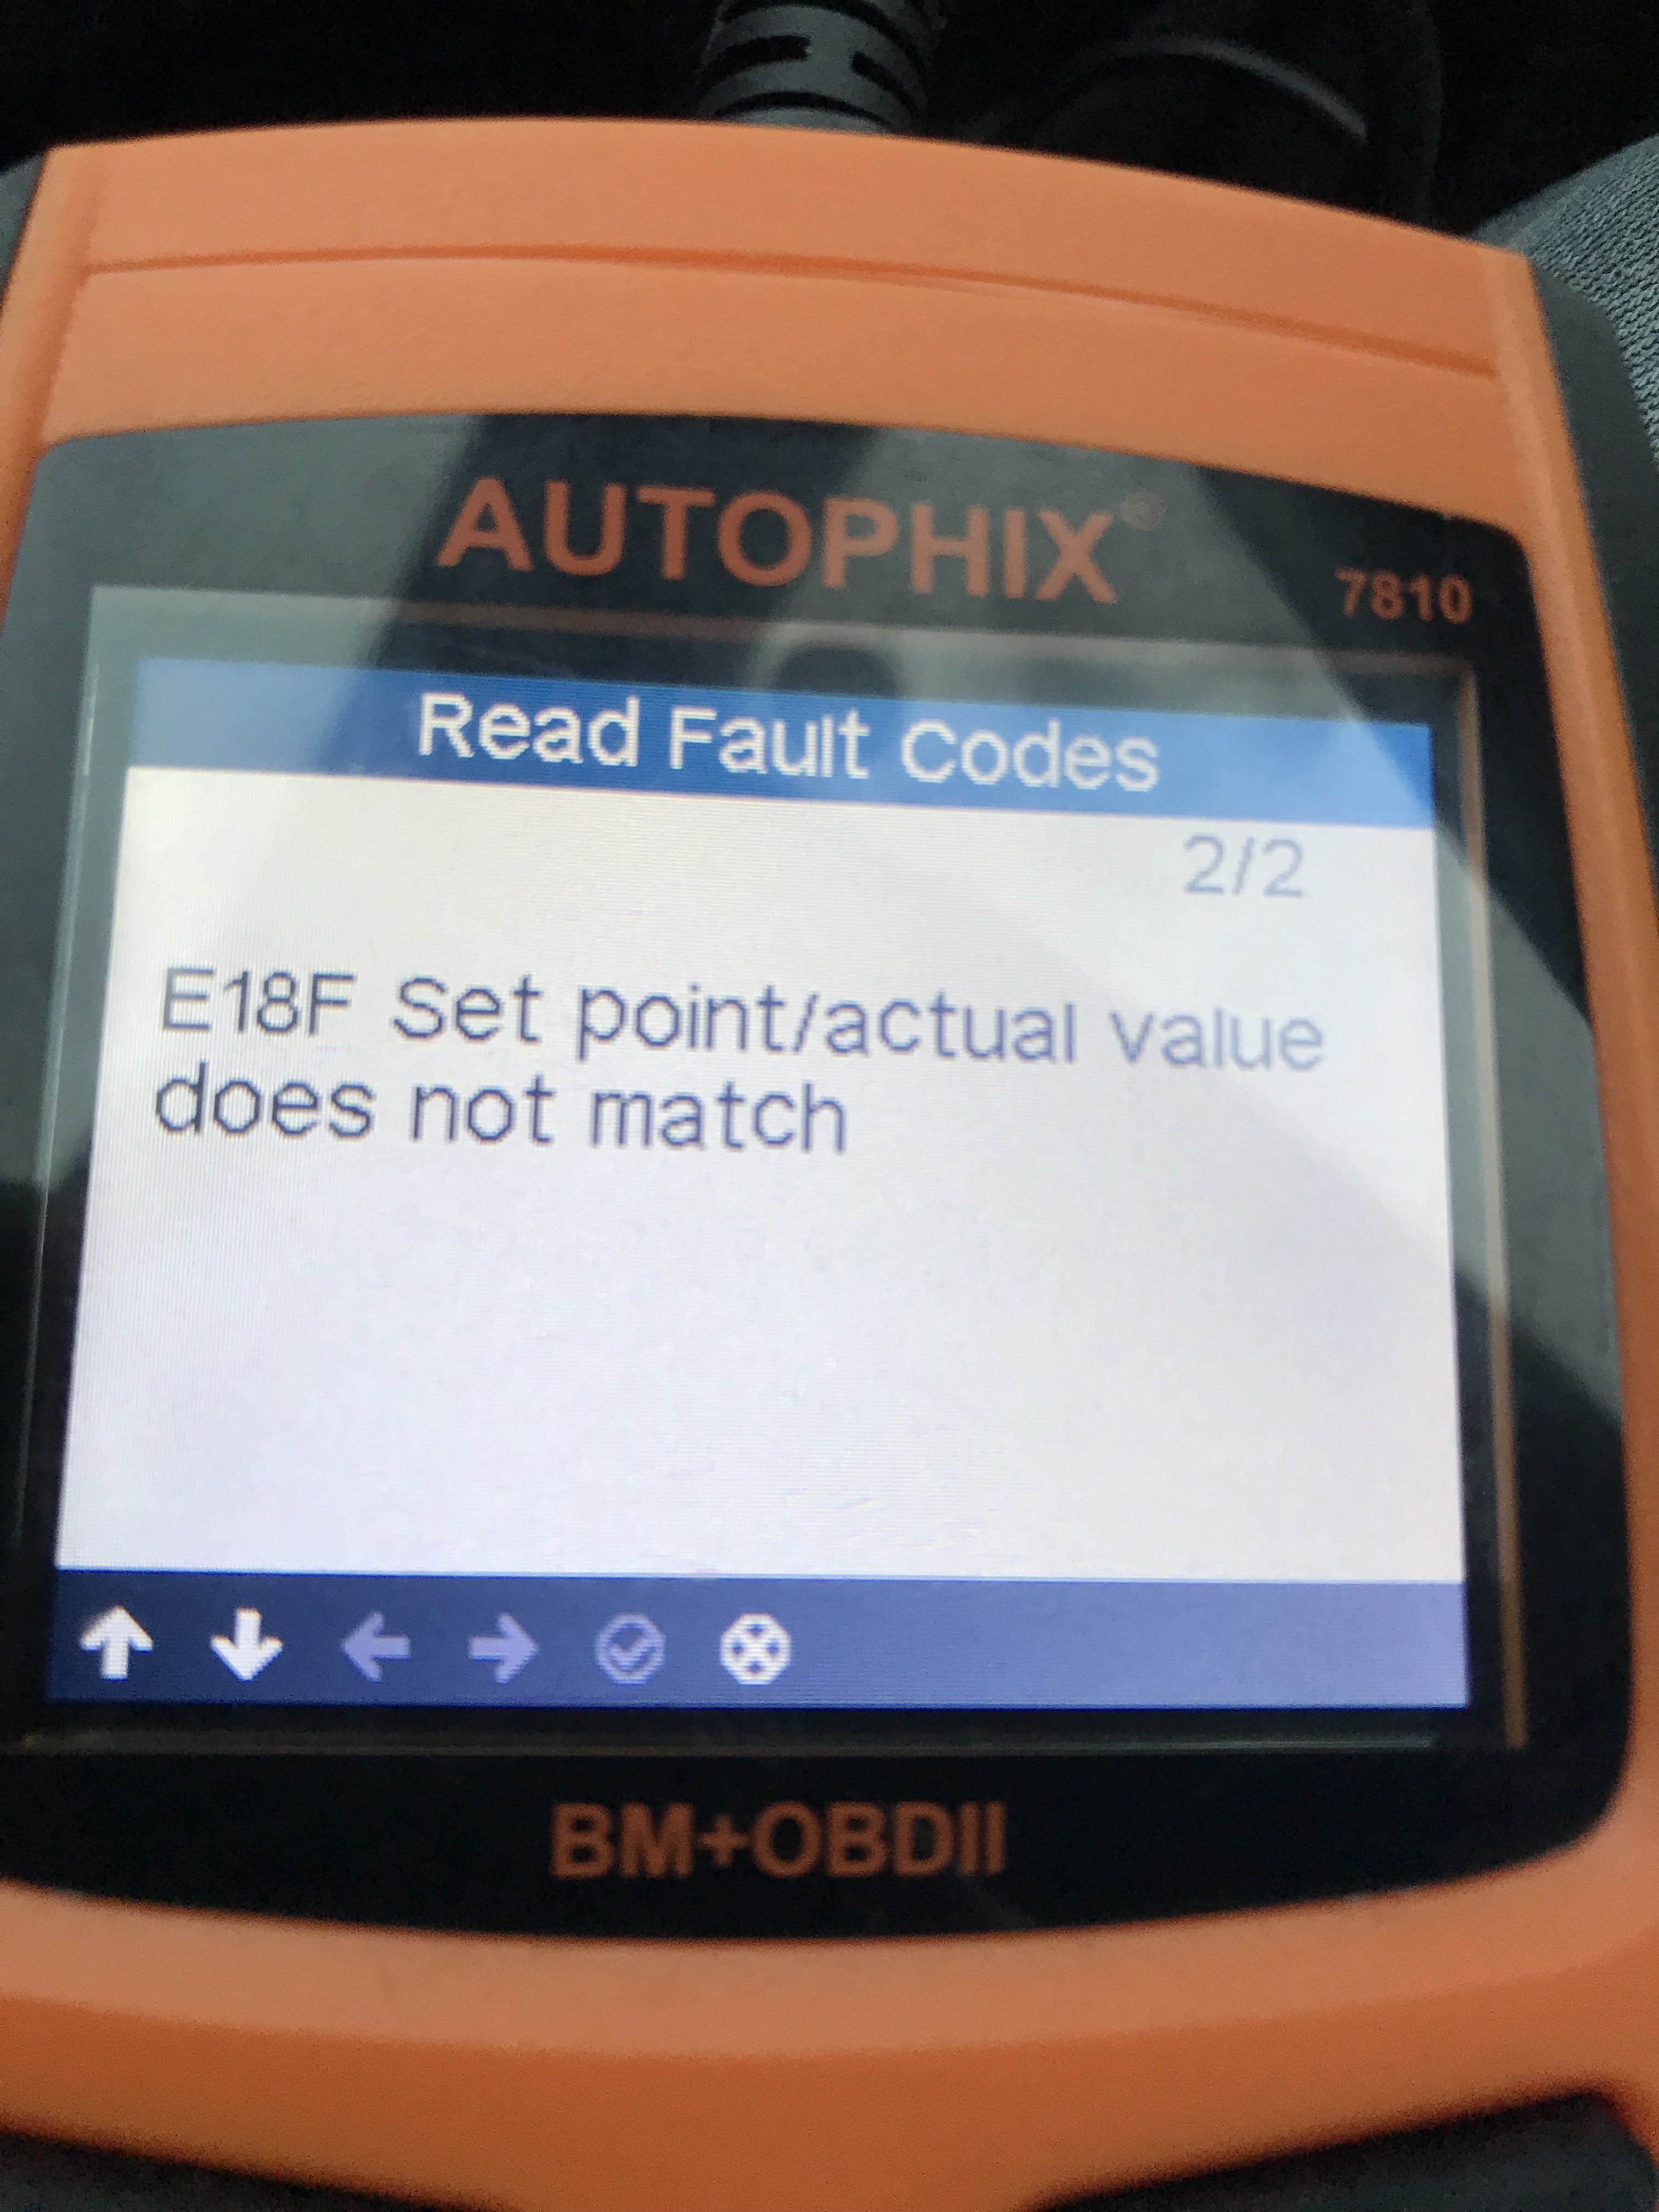 AUTOPHIX®
7810
Read Fault Codes
2/2
E18F Set point/actual value
does not match
BM+OBDII